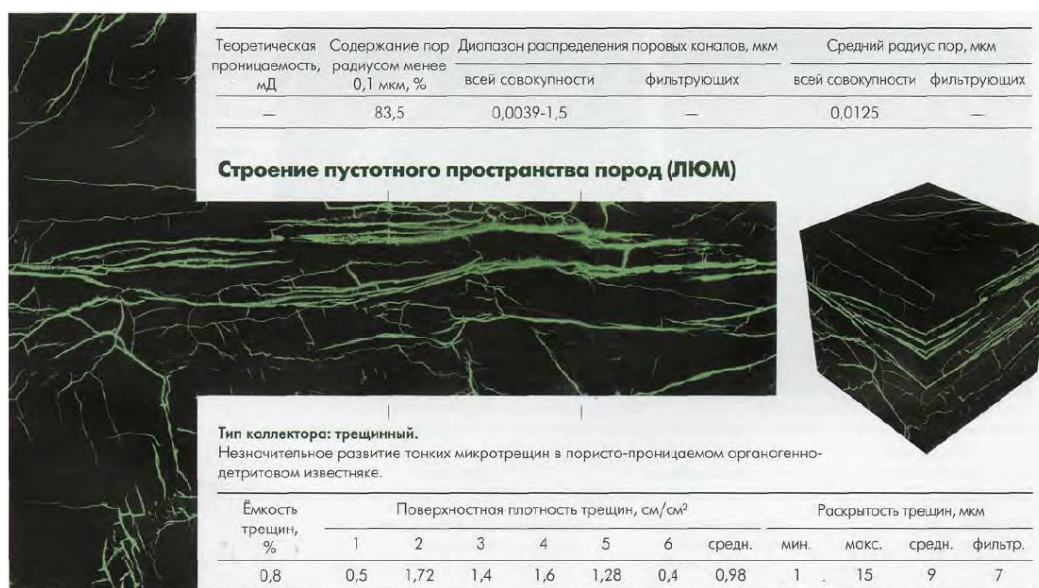 Теоретическая Содержание пор Диапазон распределения поровых каналов, мкм Средний радиус пор, мкм
проницаемость, радиусом менее
мД 0,1 мкм, % всей совокупности фильтрующих всей совокупности фильтрующих
— 83,5 0,0039-1,5 — 0,0125 —
Строение пустотного пространства пород (ЛЮМ)
Тип коллектора: трещинный.
Незначительное развитие тонких микротрещин в пористо-проницаемом органогенно-
детритовом известняке.
Ёмкость Поверхностная плотность трещин, см/см² Раскрытость трещин, мкм
трещин,
% 1 2 3 4 5 6 средн. мин. макс. средн. фильтр.
0,8 0,5 1,72 1,4 1,6 1,28 0,4 0,98 1 15 9 7